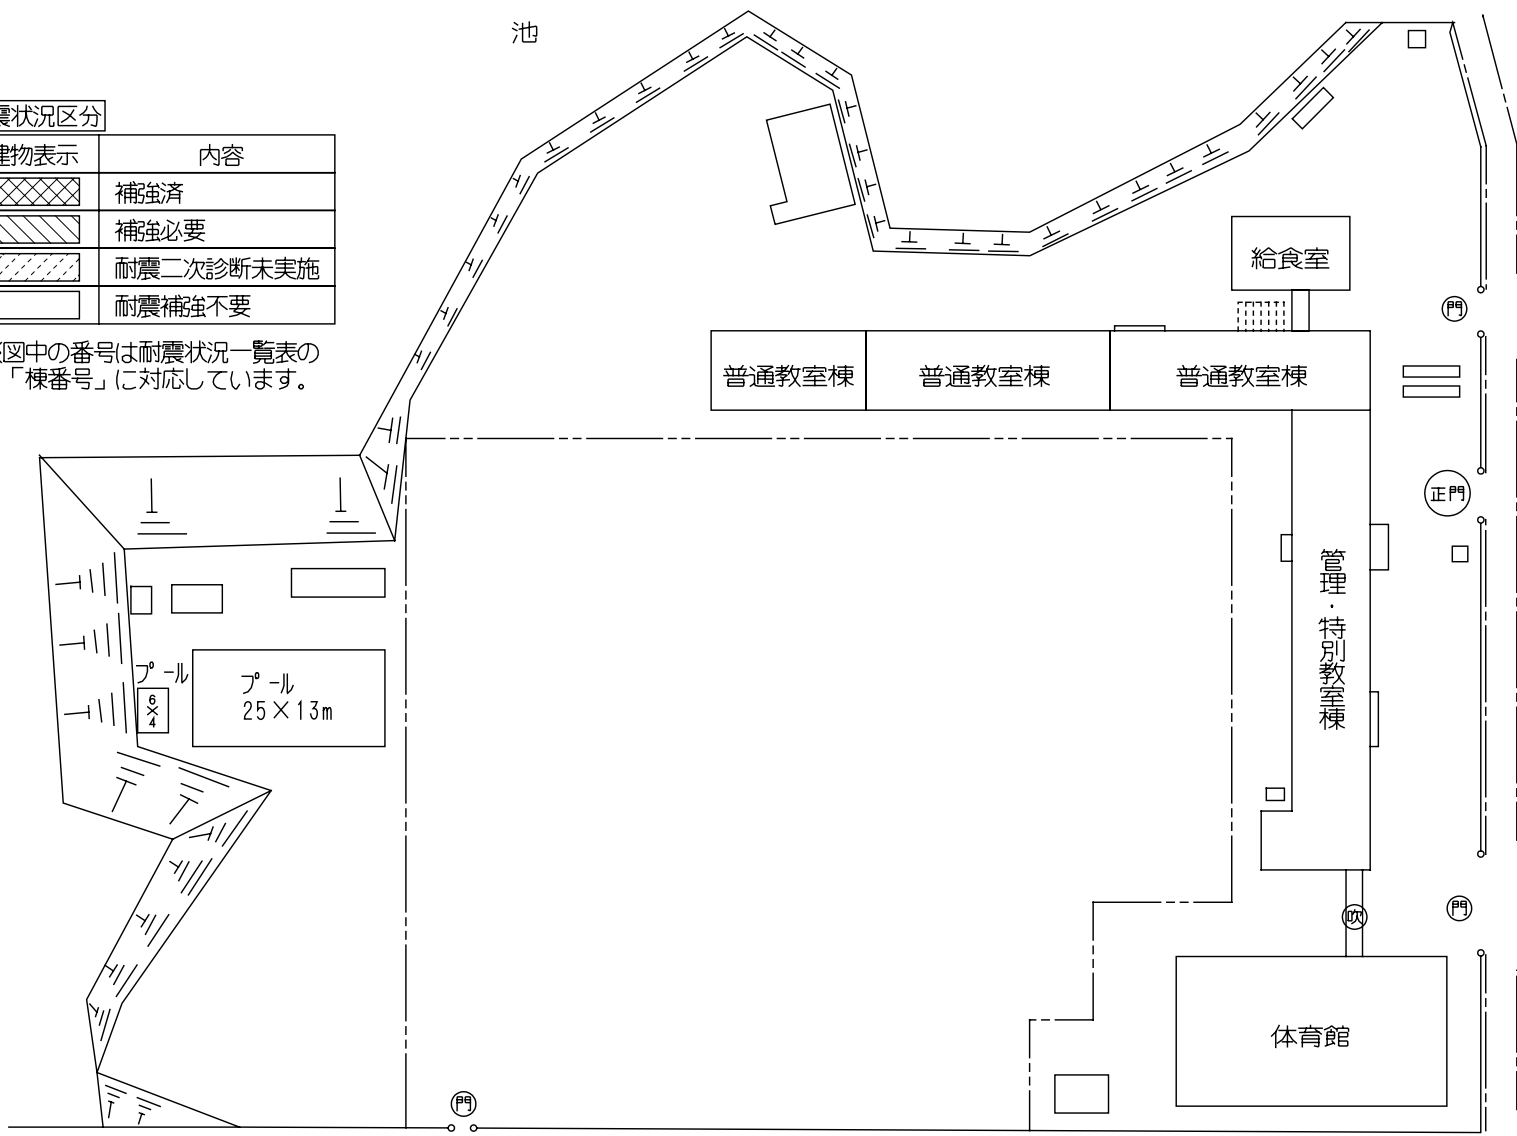 池
震状況区分
建物表示 内容
補強済
補強必要
耐震二次診断未実施
耐震補強不要
図中の番号は耐震状況一覧表の
「棟番号」に対応しています。
給食室
門
普通教室棟 普通教室棟 普通教室棟
正門
管理・特別教室棟
プール
6×4
プール
25×13m
吹
門
体育館
門